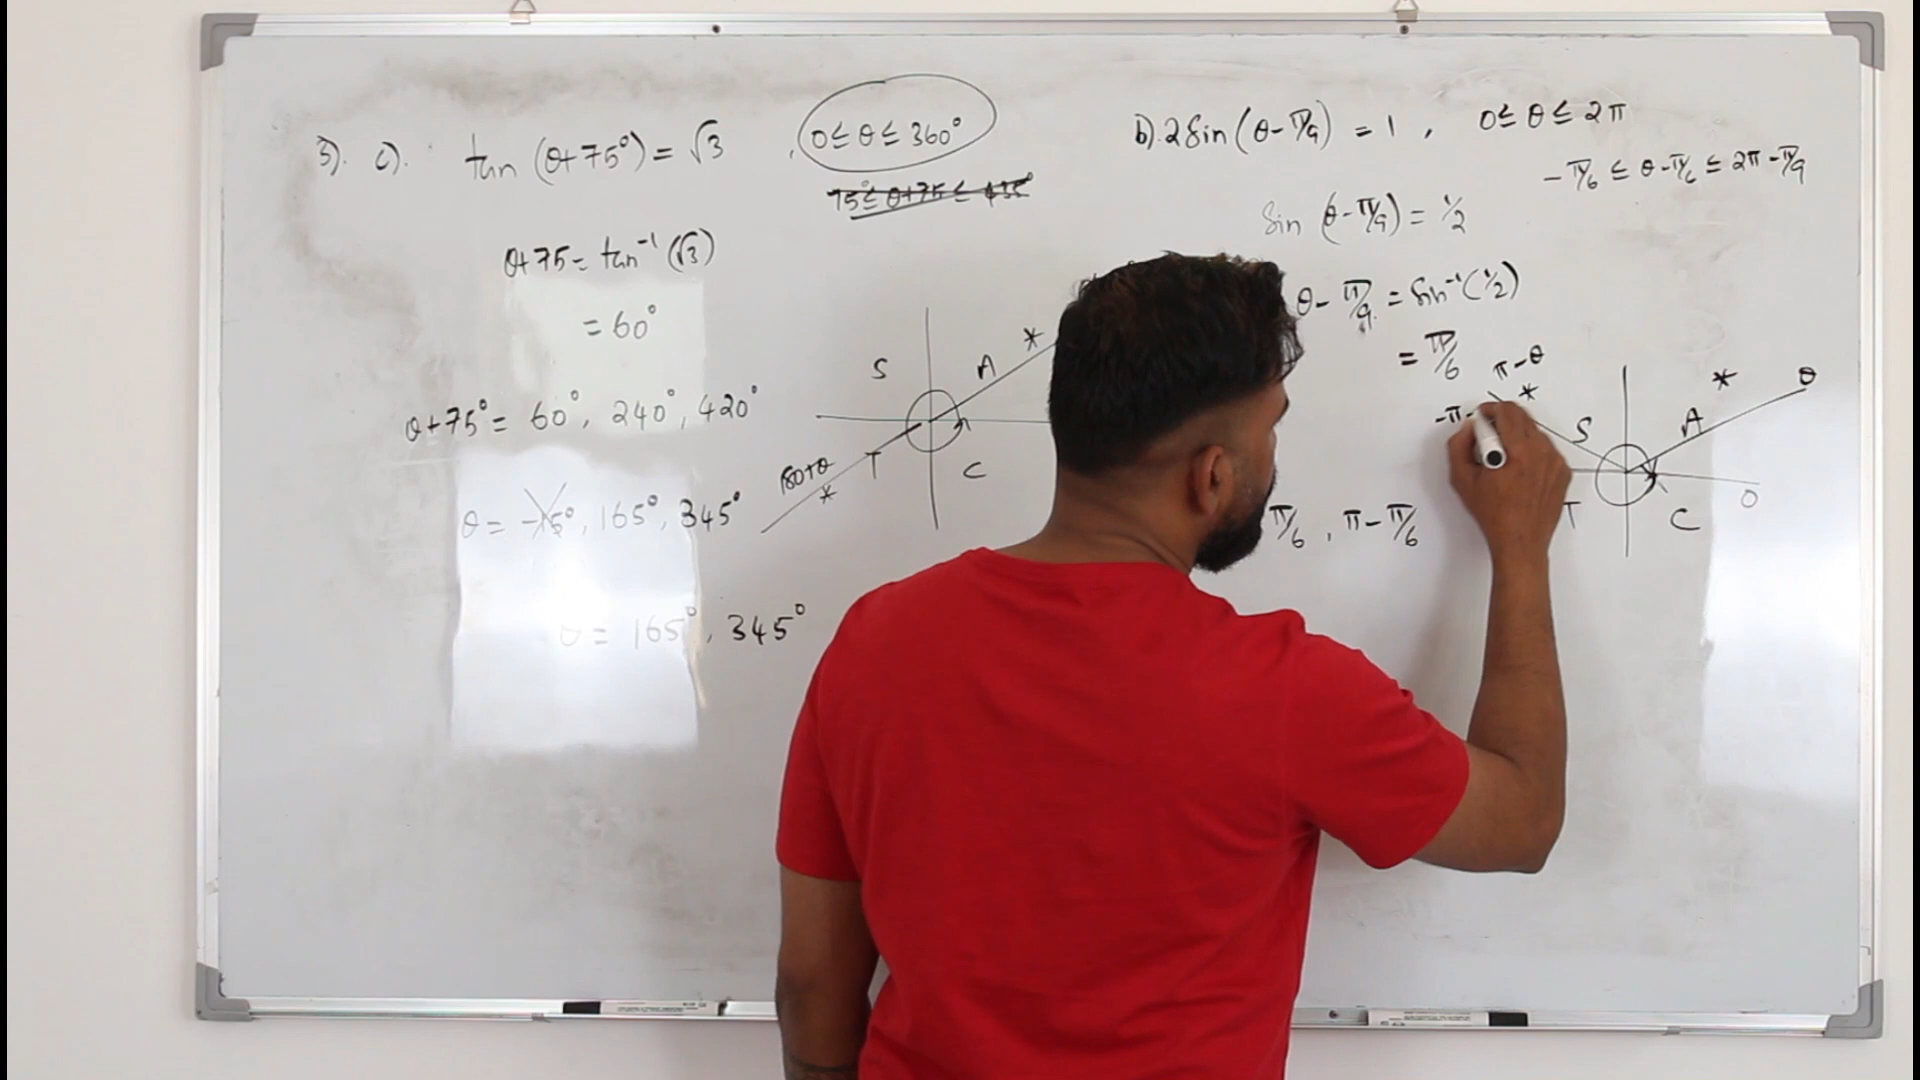 3). c). tan (θ+75°) = √3 , 0 ≤ θ ≤ 360°
75° ≤ θ+75 ≤ 435°
θ+75 = tan⁻¹ (√3)
= 60°
θ+75° = 60°, 240°, 420°
θ = -15°, 165°, 345°
θ = 165°, 345°
S A
T C
180+θ
b). 2 Sin (θ-π/9) = 1 , 0 ≤ θ ≤ 2π
-π/6 ≤ θ-π/6 ≤ 2π-π/9
Sin (θ-π/9) = 1/2
θ - π/9 = Sin⁻¹(1/2)
= π/6
π-θ
-π-
S A θ
T C 0
π/6 , π-π/6